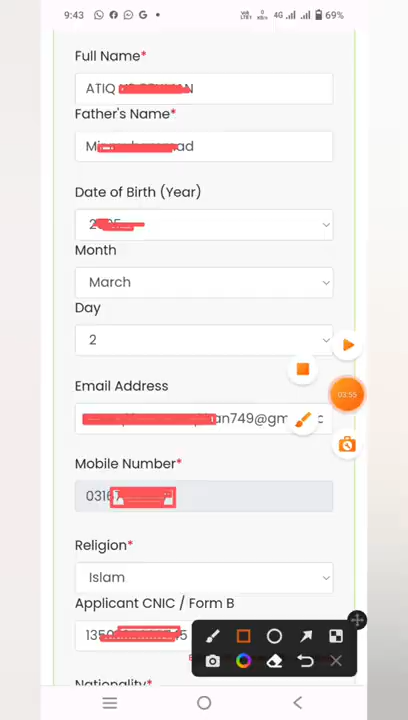 9:43 4G 69%
Full Name*
ATIQ
Father's Name*
Date of Birth (Year)
Month
March
Day
2
03:55
Email Address
an749@gm
Mobile Number*
0316
Religion*
Islam
Applicant CNIC / Form B
Nationality*